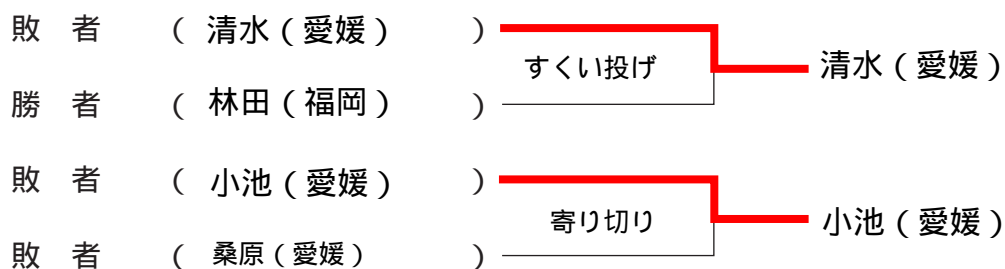 敗 者 ( 清水(愛媛) )
すくい投げ 清水(愛媛)
勝 者 ( 林田(福岡) )
敗 者 ( 小池(愛媛) )
寄り切り 小池(愛媛)
敗 者 ( 桑原(愛媛) )